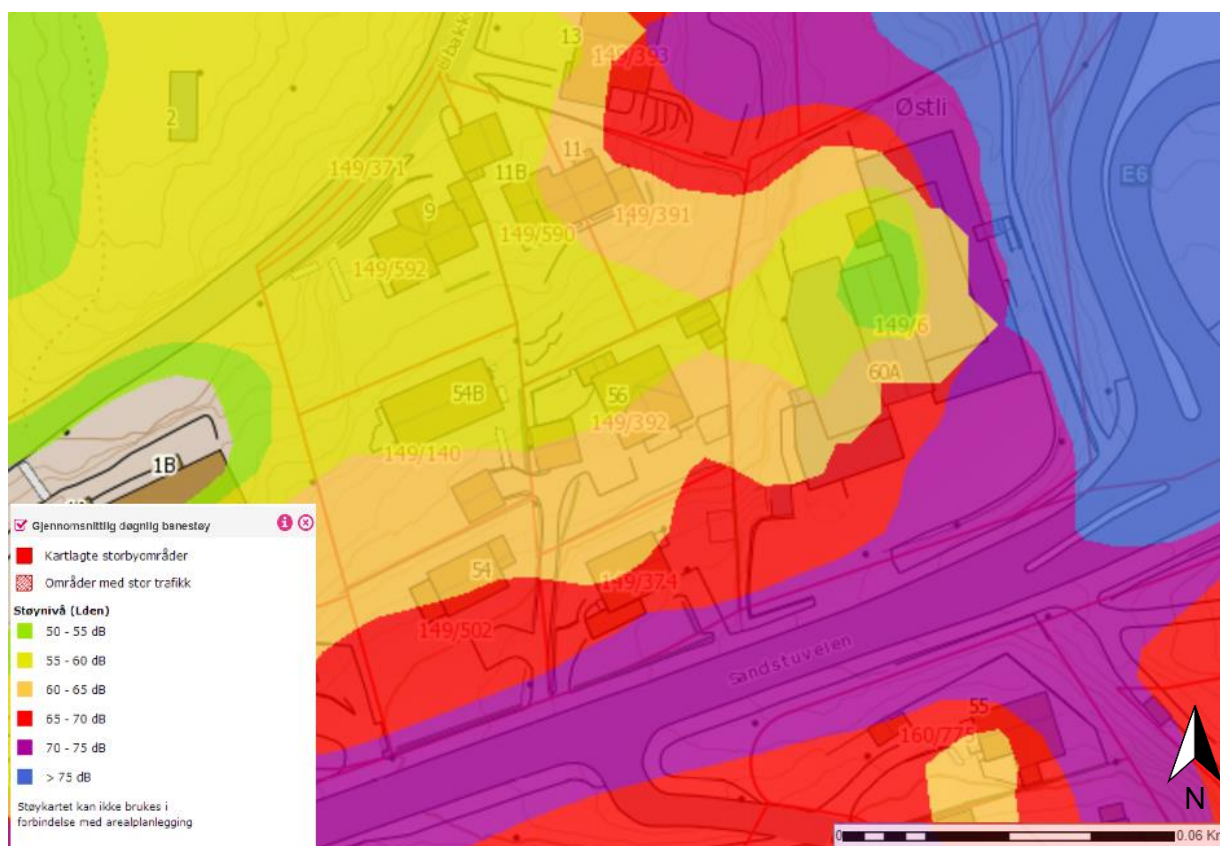 Ubakk
13
149/393
Østli
2
E6
149/371
11
11B
9
149/391
149/590
149/592
149/6
60A
54B
56
149/392
149/140
1B
Gjennomsnittlig døgnlig banestøy
Kartlagte storbyområder
Områder med stor trafikk
Støynivå (Lden)
50 - 55 dB
55 - 60 dB
60 - 65 dB
65 - 70 dB
70 - 75 dB
> 75 dB
Støykartet kan ikke brukes i
forbindelse med arealplanlegging
54
149/374
149/502
Sandstuveien
55
160/775
N
0 0.06 Km